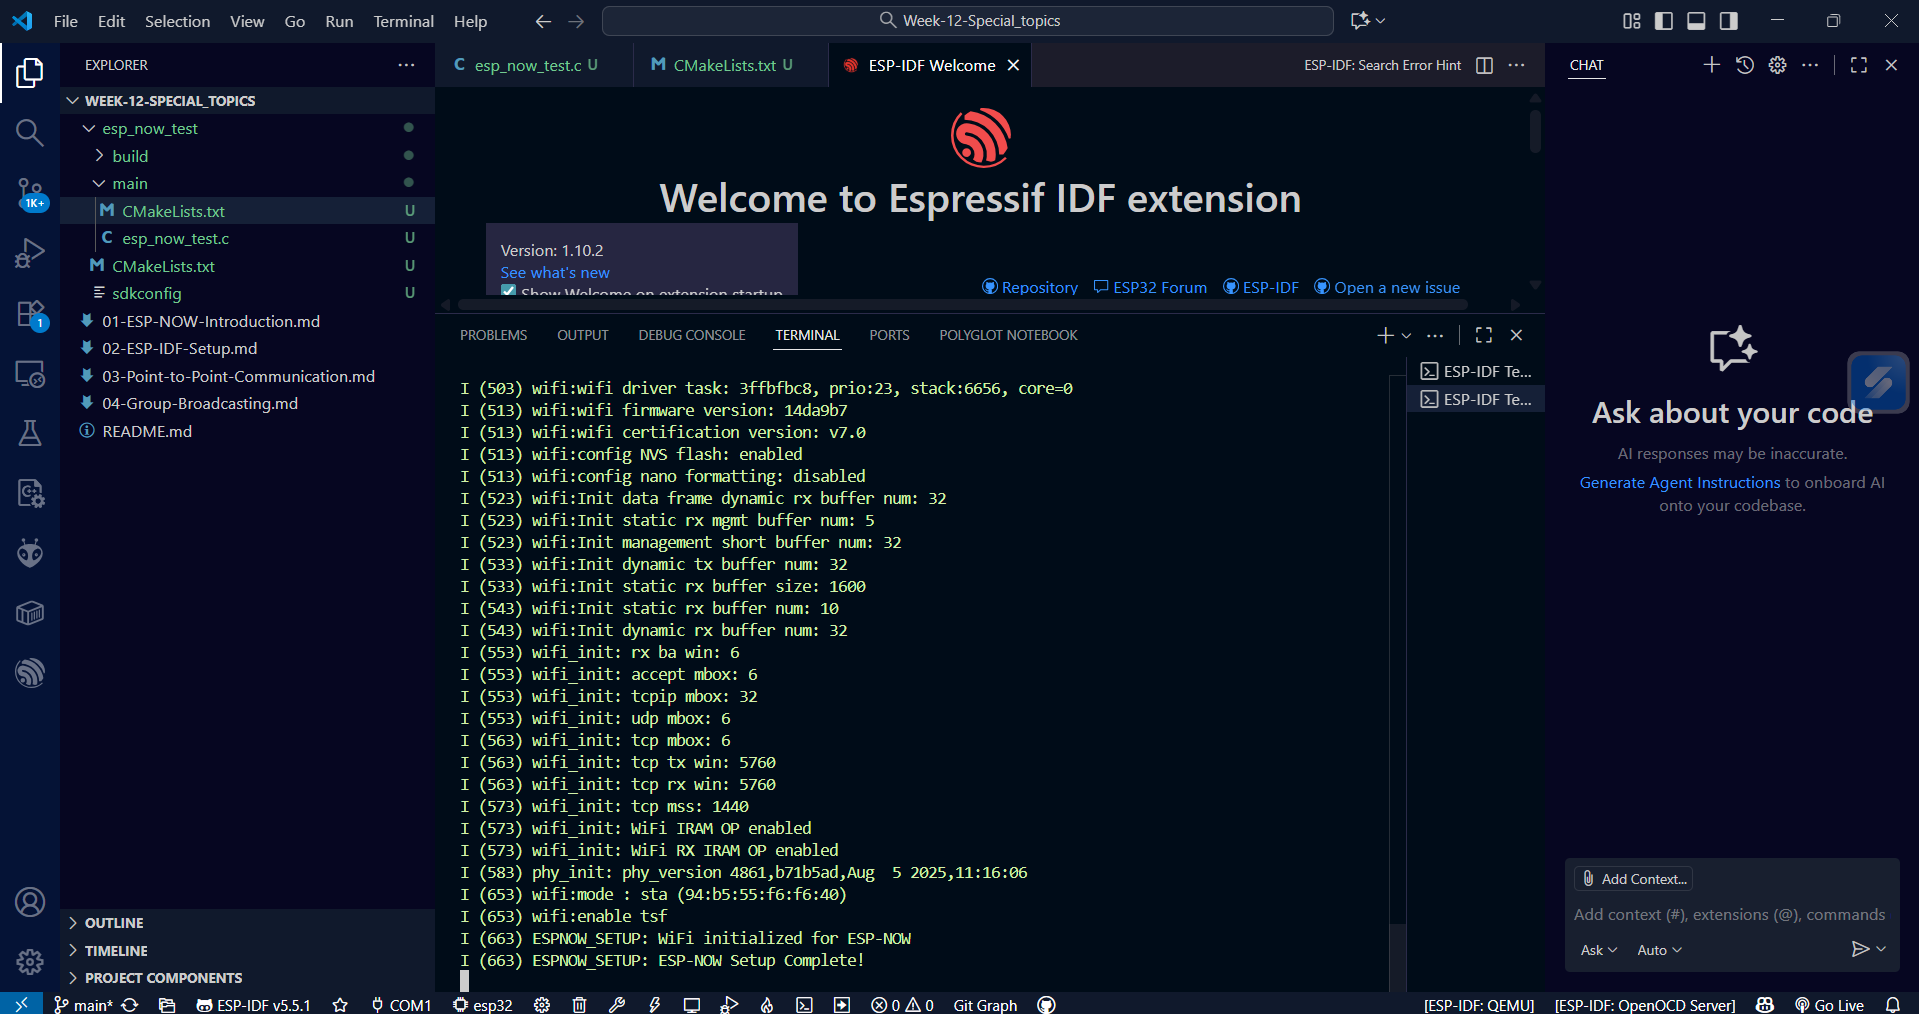 File Edit Selection View Go Run Terminal Help
Week-12-Special_topics
EXPLORER
WEEK-12-SPECIAL_TOPICS
esp_now_test
build
main
CMakeLists.txt U
esp_now_test.c U
CMakeLists.txt U
sdkconfig U
01-ESP-NOW-Introduction.md
02-ESP-IDF-Setup.md
03-Point-to-Point-Communication.md
04-Group-Broadcasting.md
README.md
1K+
1
OUTLINE
TIMELINE
PROJECT COMPONENTS
esp_now_test.c U
CMakeLists.txt U
ESP-IDF Welcome
ESP-IDF: Search Error Hint
Welcome to Espressif IDF extension
Version: 1.10.2
See what's new
Show Welcome on extension startup
Repository ESP32 Forum ESP-IDF Open a new issue
PROBLEMS OUTPUT DEBUG CONSOLE TERMINAL PORTS POLYGLOT NOTEBOOK
I (503) wifi:wifi driver task: 3ffbfbc8, prio:23, stack:6656, core=0
I (513) wifi:wifi firmware version: 14da9b7
I (513) wifi:wifi certification version: v7.0
I (513) wifi:config NVS flash: enabled
I (513) wifi:config nano formatting: disabled
I (523) wifi:Init data frame dynamic rx buffer num: 32
I (523) wifi:Init static rx mgmt buffer num: 5
I (523) wifi:Init management short buffer num: 32
I (533) wifi:Init dynamic tx buffer num: 32
I (533) wifi:Init static rx buffer size: 1600
I (543) wifi:Init static rx buffer num: 10
I (543) wifi:Init dynamic rx buffer num: 32
I (553) wifi_init: rx ba win: 6
I (553) wifi_init: accept mbox: 6
I (553) wifi_init: tcpip mbox: 32
I (553) wifi_init: udp mbox: 6
I (563) wifi_init: tcp mbox: 6
I (563) wifi_init: tcp tx win: 5760
I (563) wifi_init: tcp rx win: 5760
I (573) wifi_init: tcp mss: 1440
I (573) wifi_init: WiFi IRAM OP enabled
I (573) wifi_init: WiFi RX IRAM OP enabled
I (583) phy_init: phy_version 4861,b71b5ad,Aug  5 2025,11:16:06
I (653) wifi:mode : sta (94:b5:55:f6:f6:40)
I (653) wifi:enable tsf
I (663) ESPNOW_SETUP: WiFi initialized for ESP-NOW
I (663) ESPNOW_SETUP: ESP-NOW Setup Complete!
ESP-IDF Te...
ESP-IDF Te...
CHAT
Ask about your code
AI responses may be inaccurate.
Generate Agent Instructions to onboard AI
onto your codebase.
Add Context...
Add context (#), extensions (@), commands
Ask Auto
main* ESP-IDF v5.5.1 COM1 esp32 0 0 Git Graph [ESP-IDF: QEMU] [ESP-IDF: OpenOCD Server] Go Live